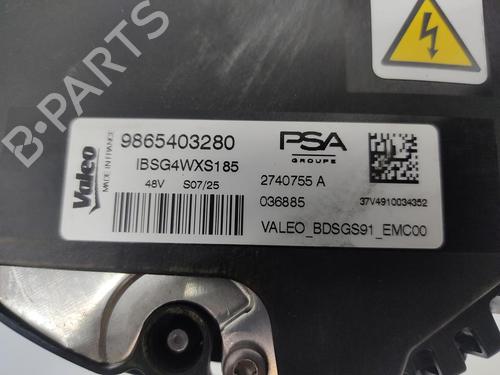 B-PARTS
Valeo
MADE IN FRANCE
9865403280
IBSG4WXS185
48V S07/25
PSA
GROUPE
2740755 A
036885
37V4910034352
VALEO_BDSGS91_EMC00